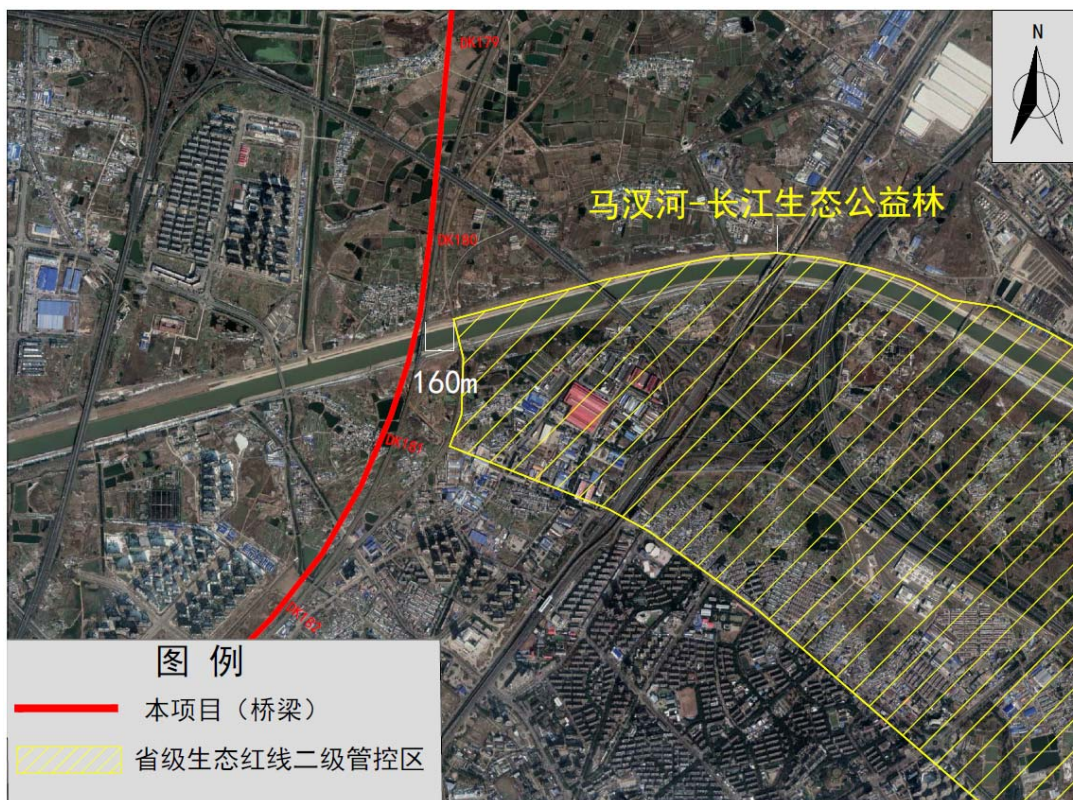 N
DK179
马汊河-长江生态公益林
DK180
160m
DK181
DK182
图 例
本项目（桥梁）
省级生态红线二级管控区